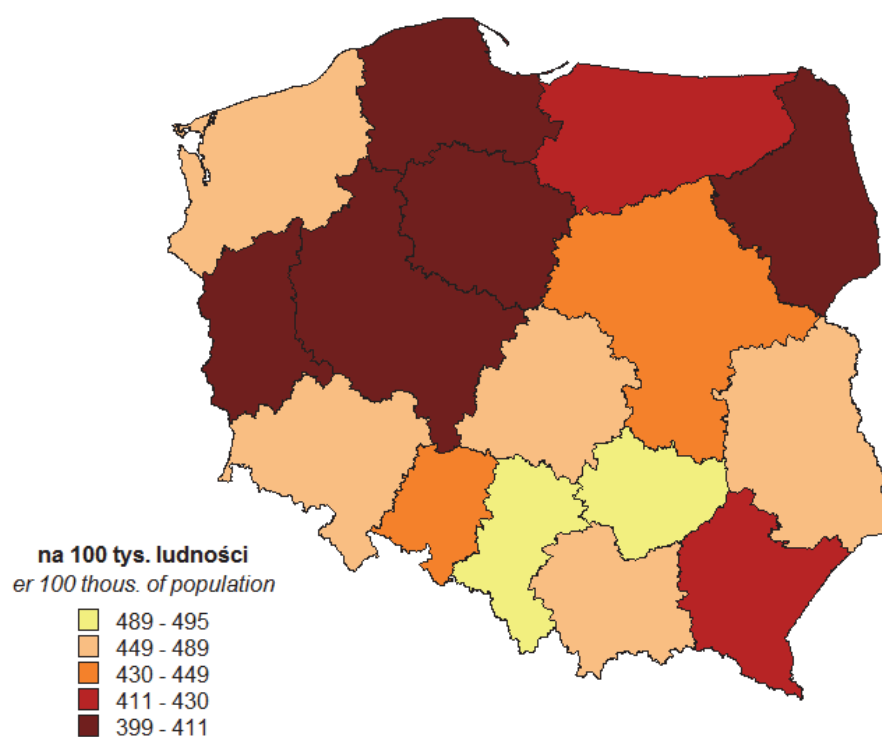 na 100 tys. ludności
er 100 thous. of population
489 - 495
449 - 489
430 - 449
411 - 430
399 - 411